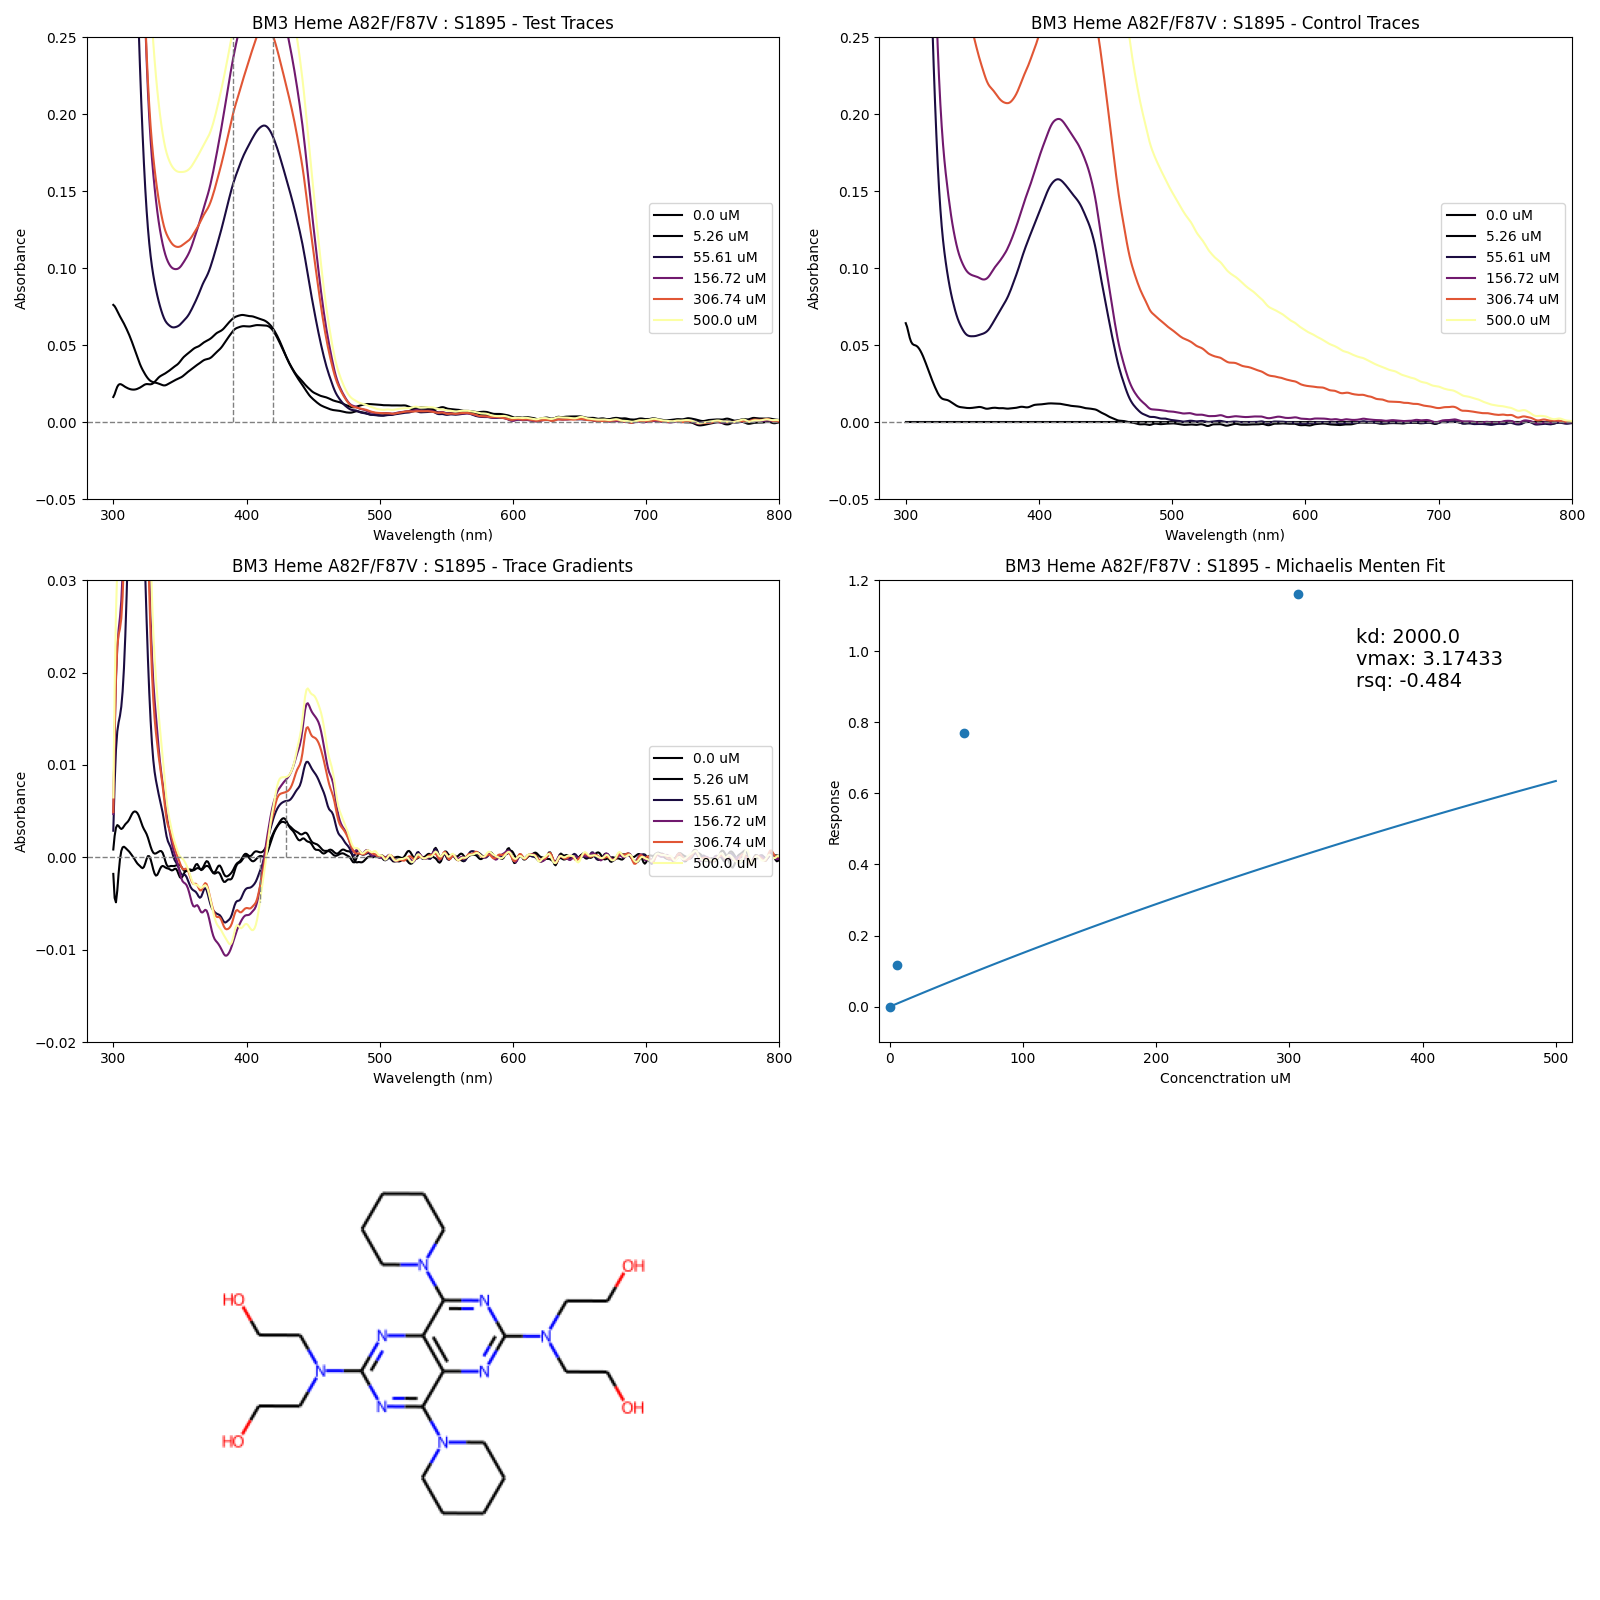 BM3 Heme A82F/F87V : S1895 - Test Traces
0.25
0.20
0.15
0.10
0.05
0.00
−0.05
Absorbance
300 400 500 600 700 800
Wavelength (nm)
0.0 uM
5.26 uM
55.61 uM
156.72 uM
306.74 uM
500.0 uM
BM3 Heme A82F/F87V : S1895 - Control Traces
0.25
0.20
0.15
0.10
0.05
0.00
−0.05
Absorbance
300 400 500 600 700 800
Wavelength (nm)
0.0 uM
5.26 uM
55.61 uM
156.72 uM
306.74 uM
500.0 uM
BM3 Heme A82F/F87V : S1895 - Trace Gradients
0.03
0.02
0.01
0.00
−0.01
−0.02
Absorbance
300 400 500 600 700 800
Wavelength (nm)
0.0 uM
5.26 uM
55.61 uM
156.72 uM
306.74 uM
500.0 uM
BM3 Heme A82F/F87V : S1895 - Michaelis Menten Fit
1.2
1.0
0.8
0.6
0.4
0.2
0.0
Response
kd: 2000.0
vmax: 3.17433
rsq: -0.484
0 100 200 300 400 500
Concenctration uM
N
OH
HO
N
N
N
N
N
N
N
HO
OH
N